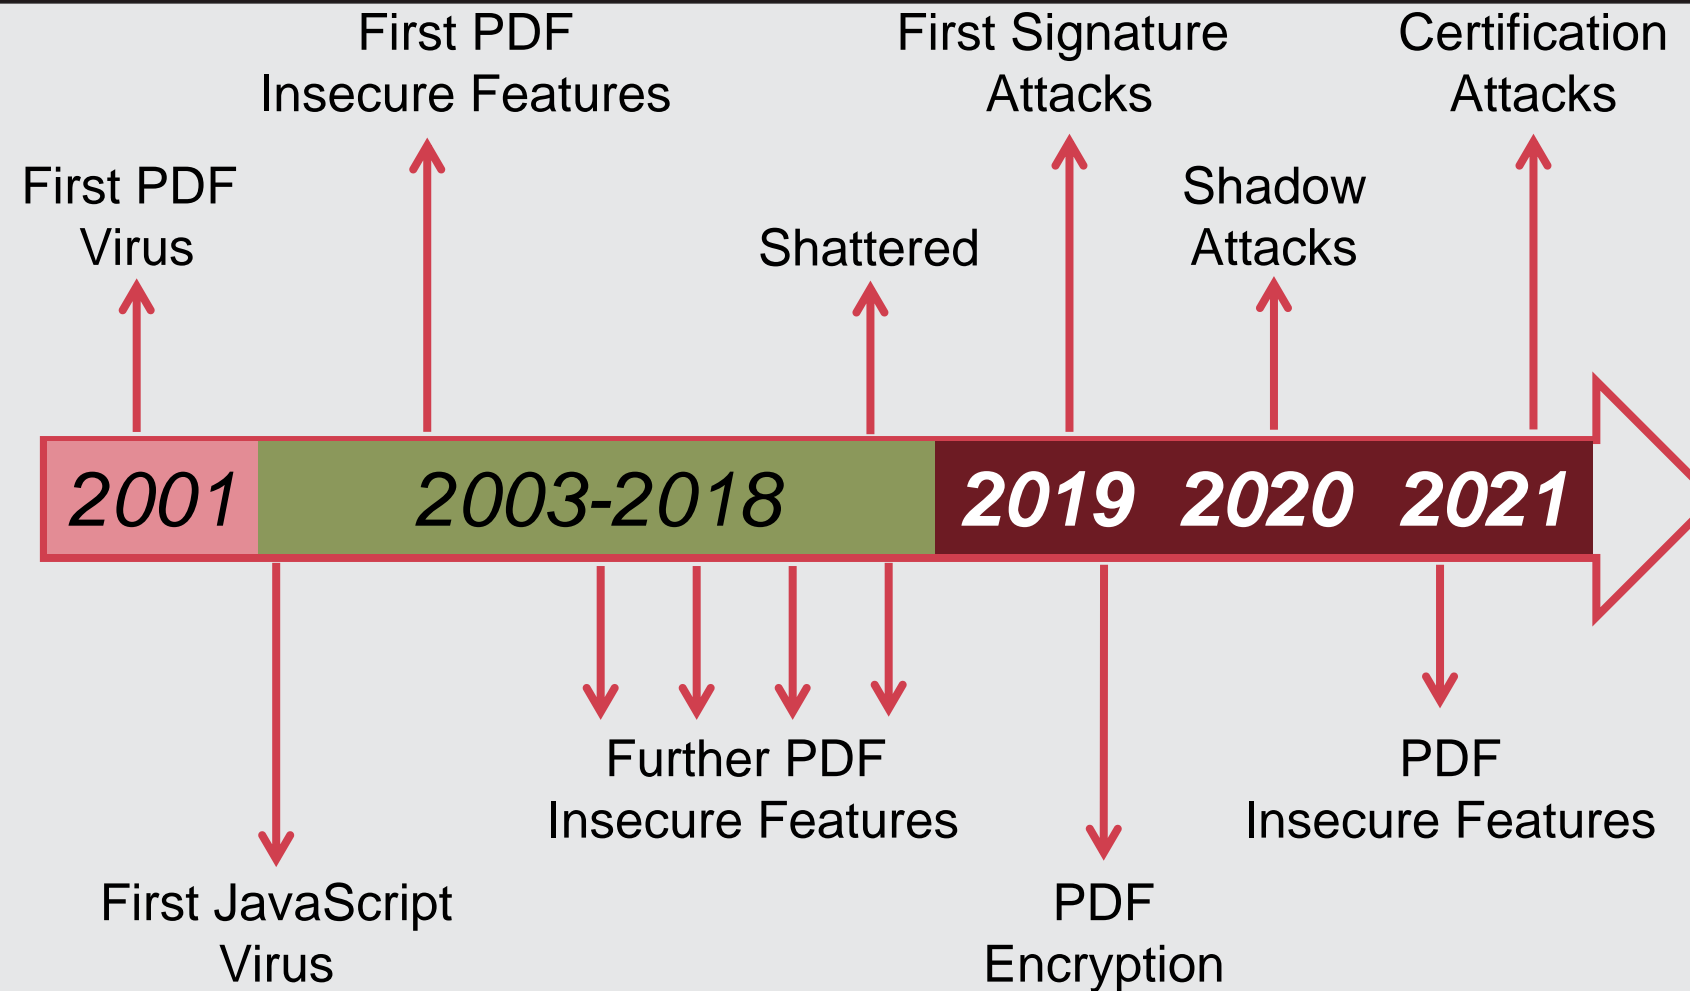 First PDF
Insecure Features
First Signature
Attacks
Certification
Attacks
First PDF
Virus
Shattered
Shadow
Attacks
2001
2003-2018
2019
2020
2021
Further PDF
Insecure Features
PDF
Insecure Features
First JavaScript
Virus
PDF
Encryption